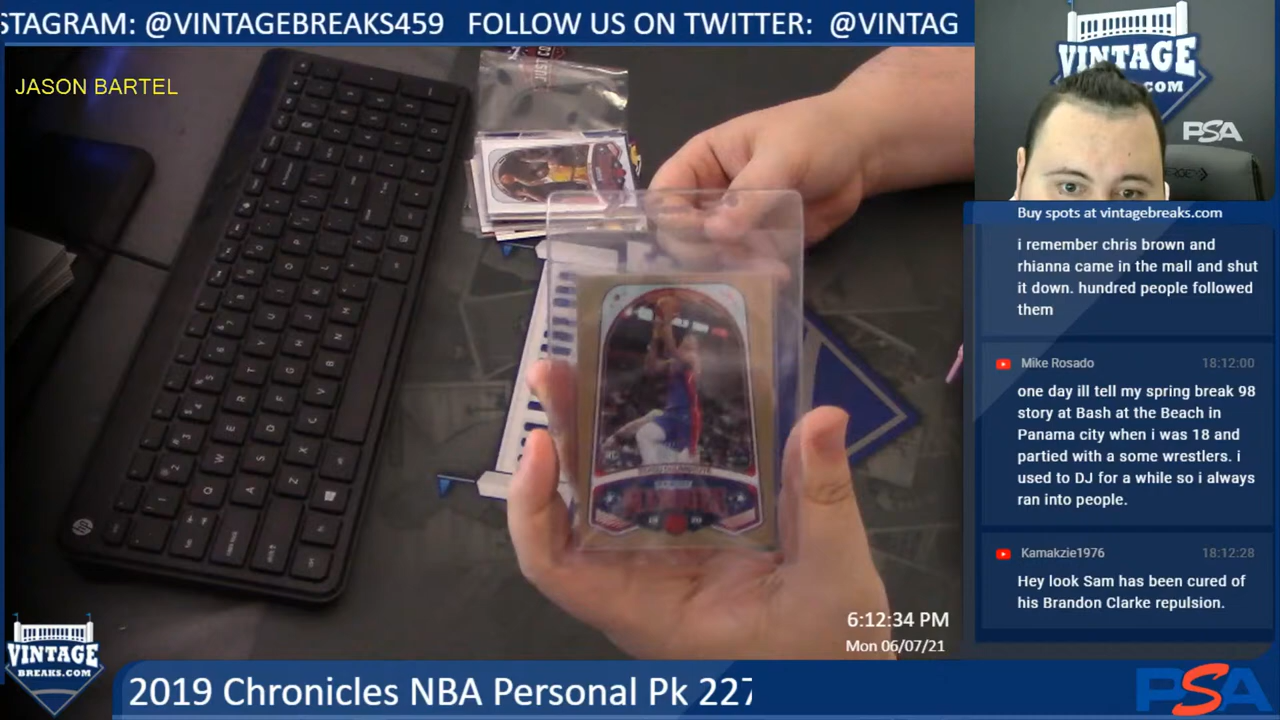 STAGRAM: @VINTAGEBREAKS459 FOLLOW US ON TWITTER: @VINTAG
JASON BARTEL
JUST CO
VINTAGE
.COM
PSA
Buy spots at vintagebreaks.com
i remember chris brown and
rhianna came in the mall and shut
it down. hundred people followed
them
Mike Rosado 18:12:00
one day ill tell my spring break 98
story at Bash at the Beach in
Panama city when i was 18 and
partied with a some wrestlers. i
used to DJ for a while so i always
ran into people.
Kamakzie1976 18:12:28
Hey look Sam has been cured of
his Brandon Clarke repulsion.
6:12:34 PM
Mon 06/07/21
hp
VINTAGE
BREAKS.COM
2019 Chronicles NBA Personal Pk 227
PSA